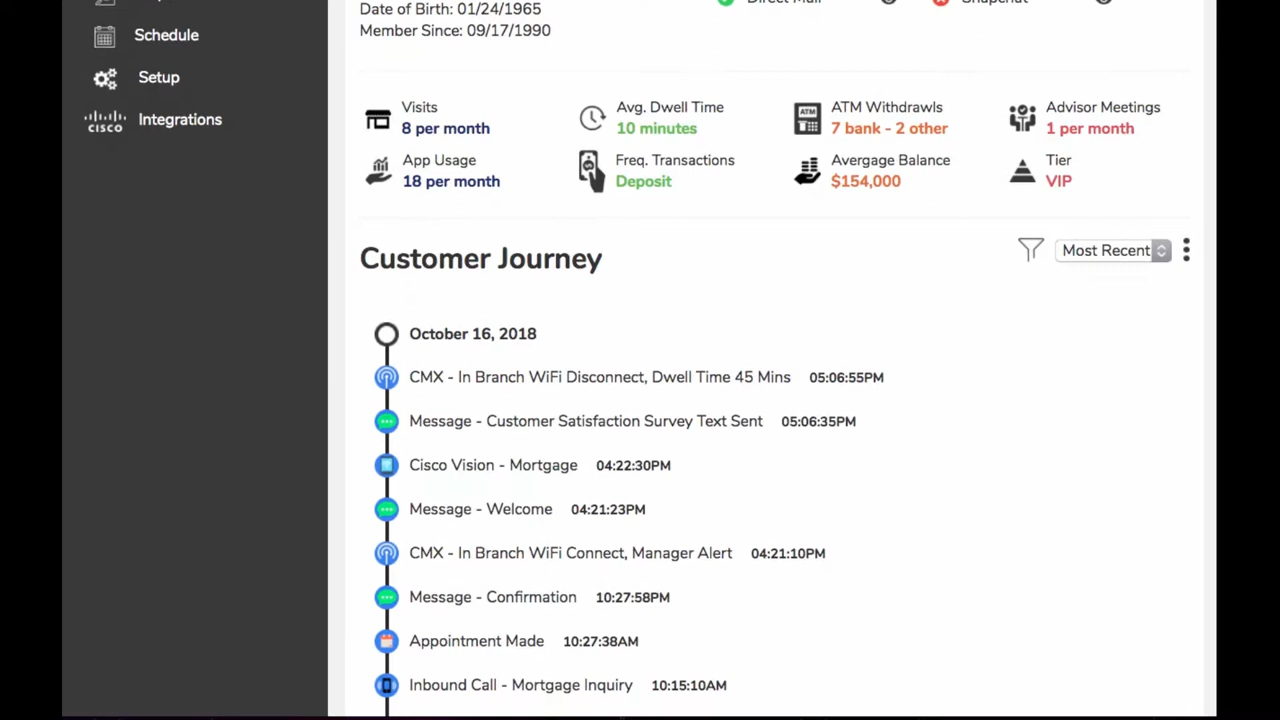 Date of Birth: 01/24/1965
Member Since: 09/17/1990
Direct Mail
Snapchat
Schedule
Setup
CISCO
Integrations
Visits
8 per month
Avg. Dwell Time
10 minutes
ATM
ATM Withdrawls
7 bank - 2 other
Advisor Meetings
1 per month
App Usage
18 per month
Freq. Transactions
Deposit
Avergage Balance
$154,000
Tier
VIP
Customer Journey
Most Recent
October 16, 2018
CMX - In Branch WiFi Disconnect, Dwell Time 45 Mins 05:06:55PM
Message - Customer Satisfaction Survey Text Sent 05:06:35PM
Cisco Vision - Mortgage 04:22:30PM
Message - Welcome 04:21:23PM
CMX - In Branch WiFi Connect, Manager Alert 04:21:10PM
Message - Confirmation 10:27:58PM
Appointment Made 10:27:38AM
Inbound Call - Mortgage Inquiry 10:15:10AM